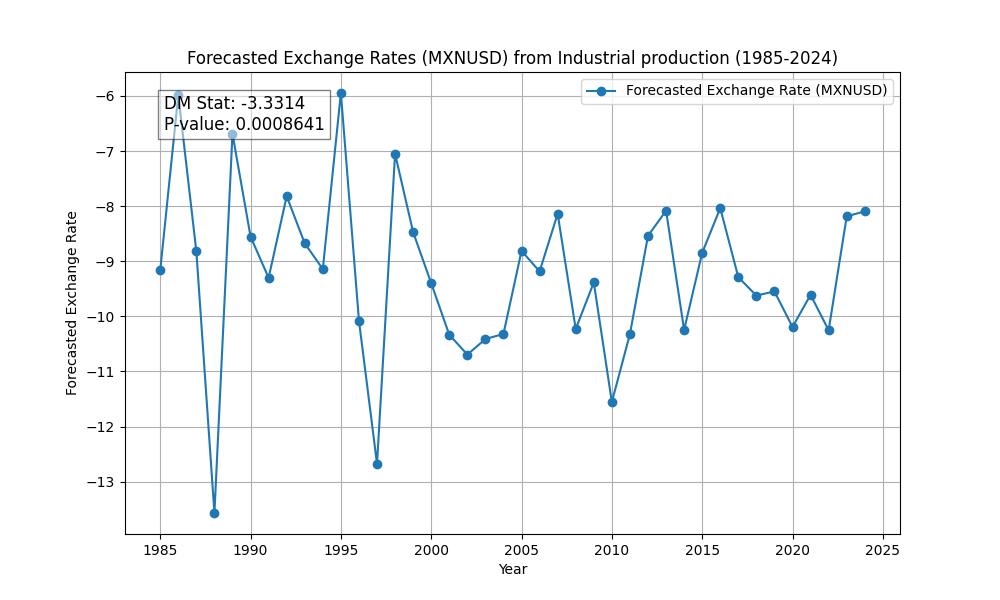 Forecasted Exchange Rates (MXNUSD) from Industrial production (1985-2024)
DM Stat: -3.3314
P-value: 0.0008641
Forecasted Exchange Rate (MXNUSD)
Forecasted Exchange Rate
−6
−7
−8
−9
−10
−11
−12
−13
1985 1990 1995 2000 2005 2010 2015 2020 2025
Year